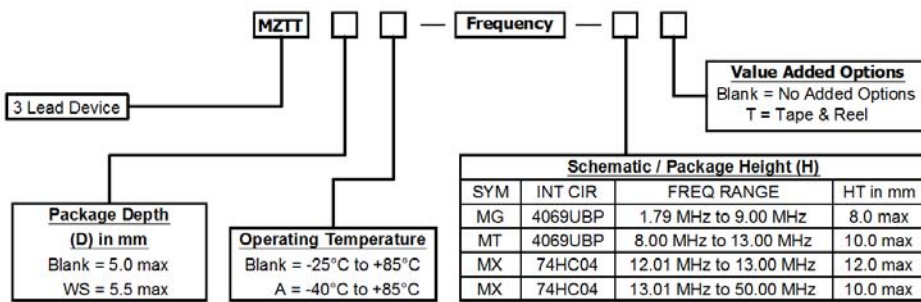 MZTT — Frequency —
3 Lead Device
Value Added Options
Blank = No Added Options
T = Tape & Reel
Package Depth
(D) in mm
Blank = 5.0 max
WS = 5.5 max
Operating Temperature
Blank = -25°C to +85°C
A = -40°C to +85°C
Schematic / Package Height (H)
SYM INT CIR FREQ RANGE HT in mm
MG 4069UBP 1.79 MHz to 9.00 MHz 8.0 max
MT 4069UBP 8.00 MHz to 13.00 MHz 10.0 max
MX 74HC04 12.01 MHz to 13.00 MHz 12.0 max
MX 74HC04 13.01 MHz to 50.00 MHz 10.0 max